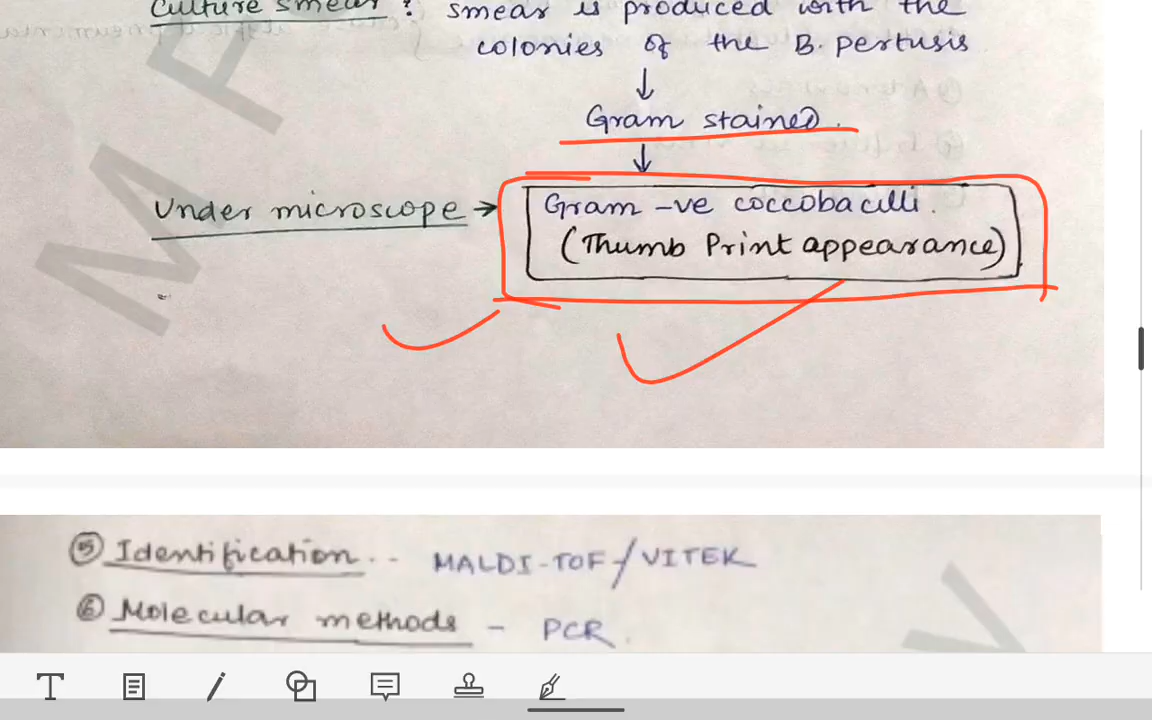 Culture smear : smear is produced with the
colonies of the B. pertusis
↓
Gram stained.
↓
Under microscope → Gram -ve coccobacilli.
(Thumb Print appearance)
M F
⑤ Identification .. MALDI-TOF/VITEK
⑥ Molecular methods - PCR.
V
T